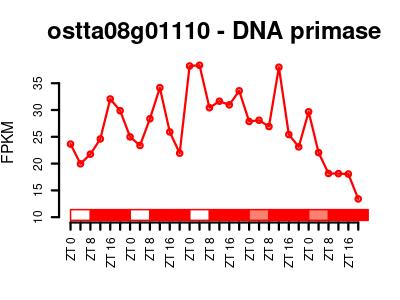 ostta08g01110 - DNA primase
FPKM
35
30
25
20
15
10
ZT 0
ZT 8
ZT 16
ZT 0
ZT 8
ZT 16
ZT 0
ZT 8
ZT 16
ZT 0
ZT 8
ZT 16
ZT 0
ZT 8
ZT 16